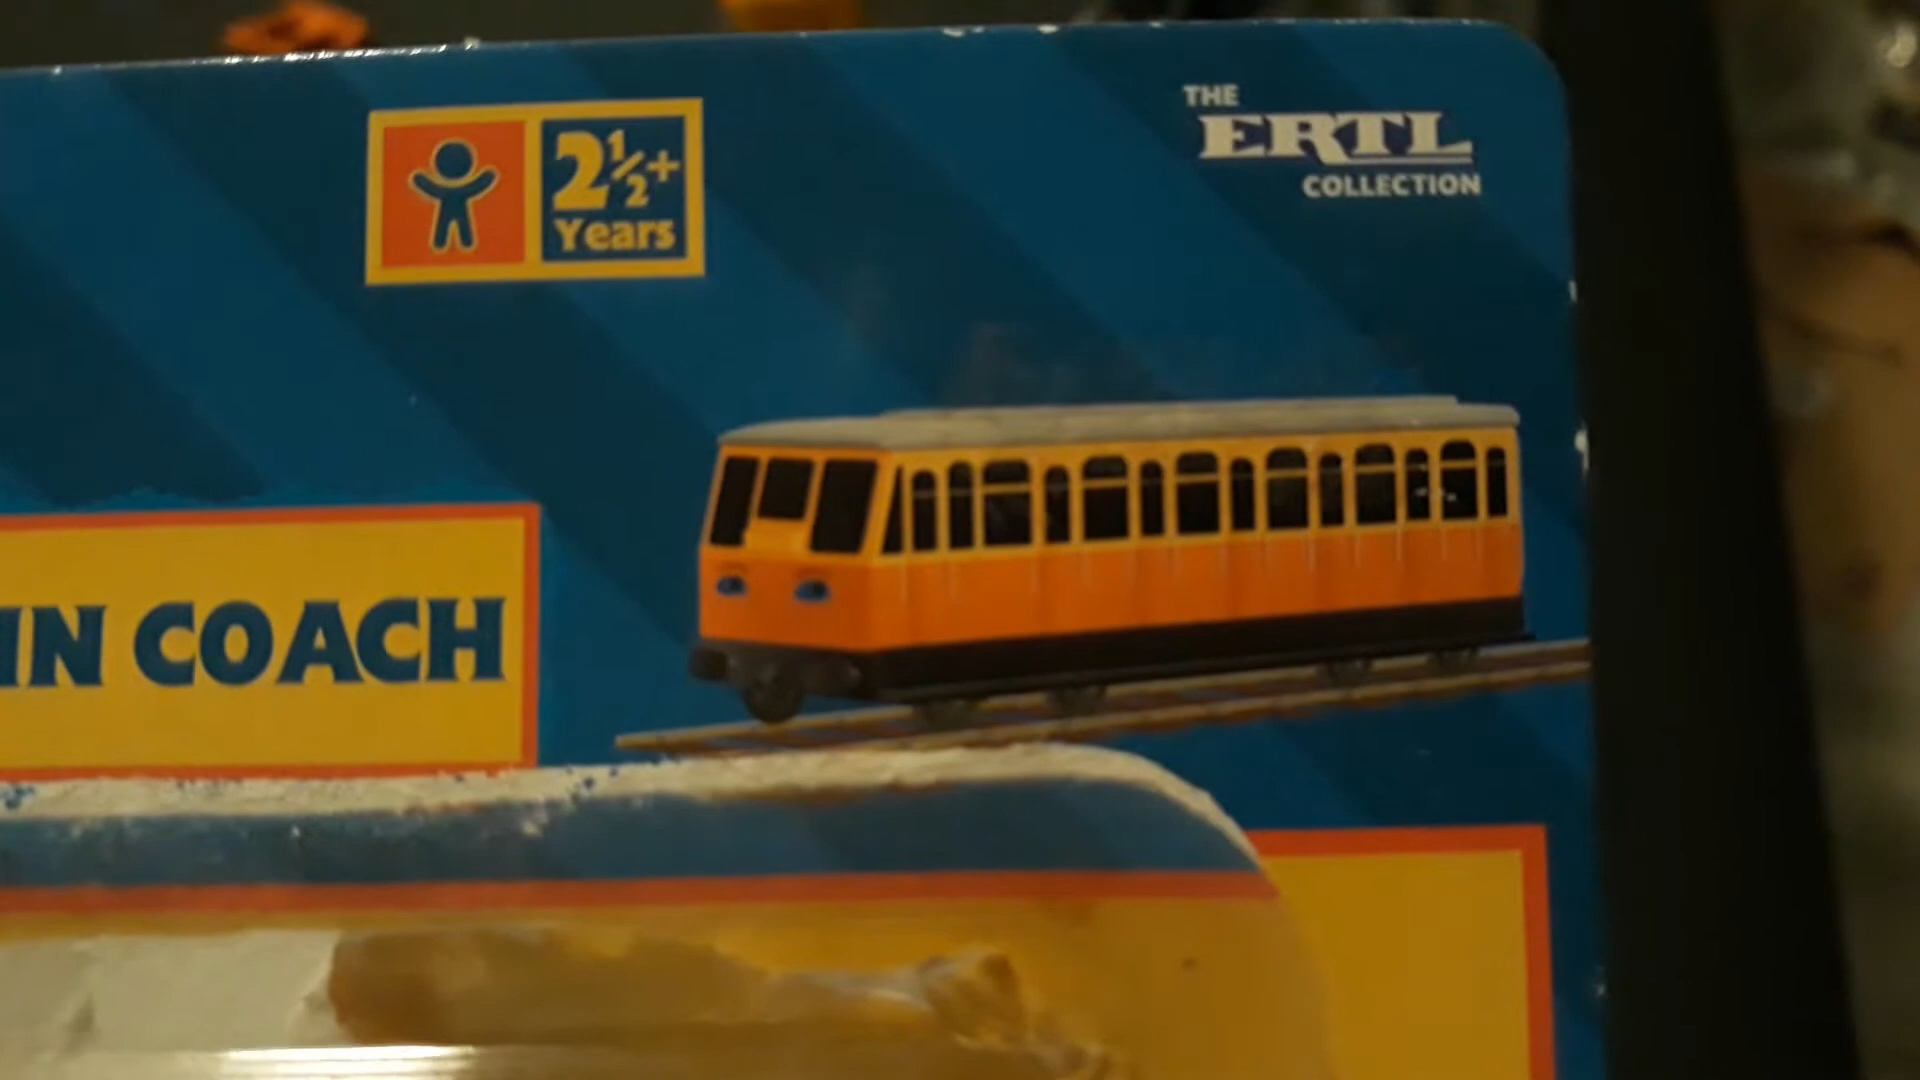 THE
ERTL
COLLECTION
2½+
Years
IN COACH